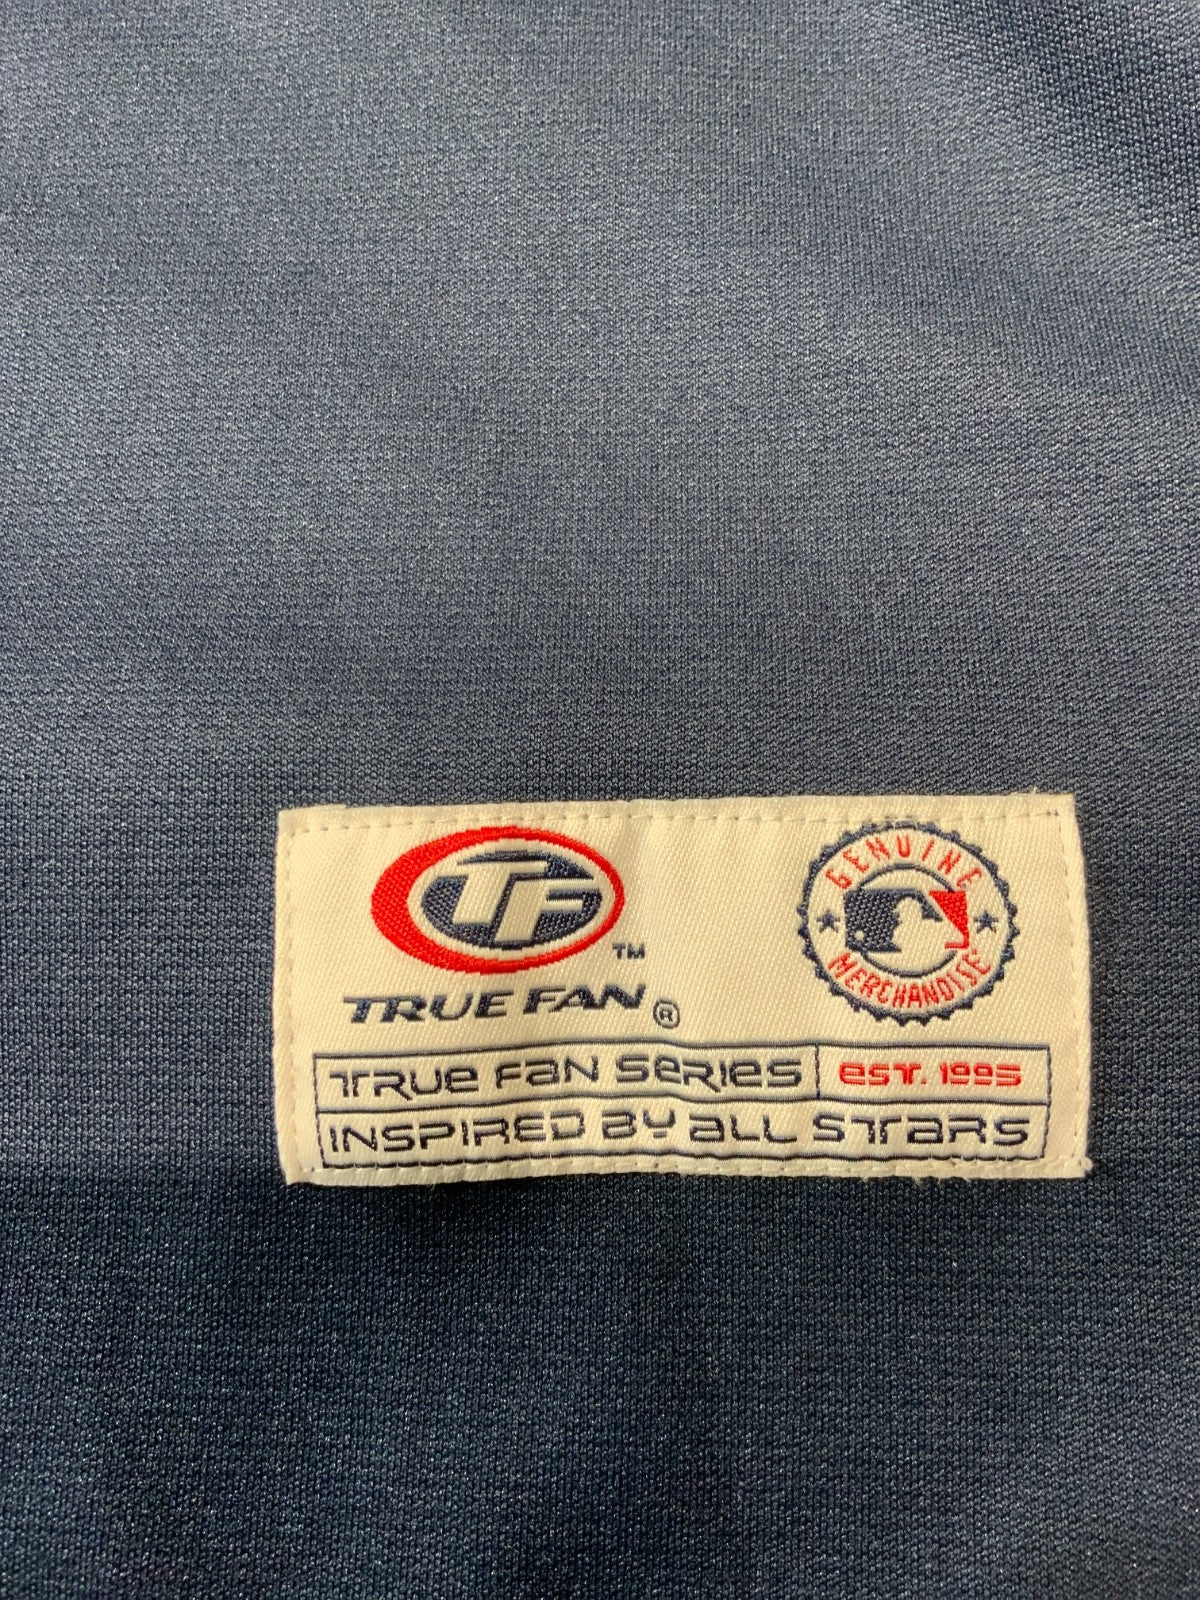 TF
™
TRUE FAN ®
GENUINE
MERCHANDISE
TRUE FAN SERIES EST. 1995
INSPIRED BY ALL STARS